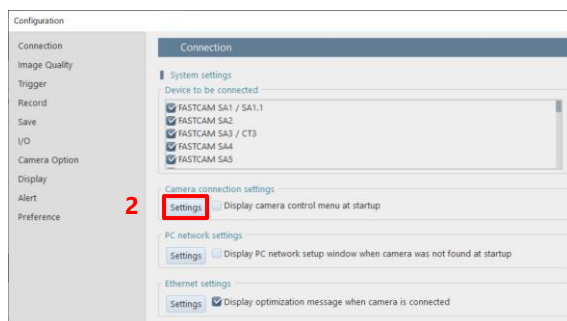 Configuration
Connection
Image Quality
Trigger
Record
Save
I/O
Camera Option
Display
Alert
Preference
2
Connection
System settings
Device to be connected
FASTCAM SA1 / SA1.1
FASTCAM SA2
FASTCAM SA3 / CT3
FASTCAM SA4
FASTCAM SA5
Camera connection settings
Settings Display camera control menu at startup
PC network settings
Settings Display PC network setup window when camera was not found at startup
Ethernet settings
Settings Display optimization message when camera is connected